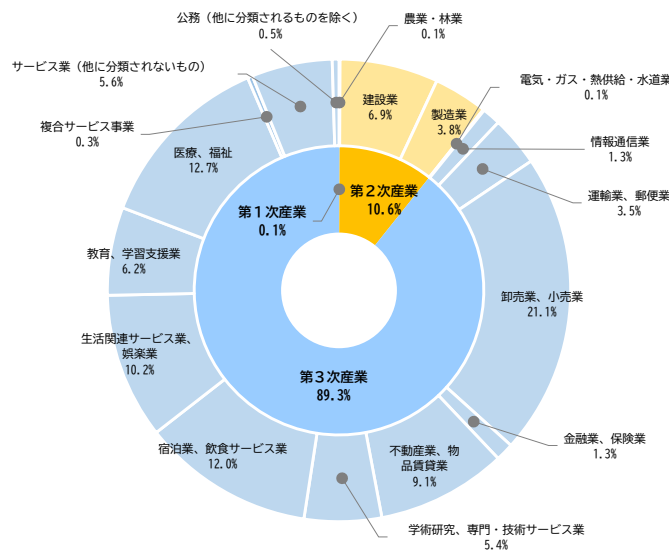 公務（他に分類されるものを除く）
0.5%
農業・林業
0.1%
サービス業（他に分類されないもの）
5.6%
建設業
6.9%
製造業
3.8%
電気・ガス・熱供給・水道業
0.1%
複合サービス事業
0.3%
情報通信業
1.3%
医療、福祉
12.7%
運輸業、郵便業
3.5%
第１次産業
0.1%
第２次産業
10.6%
教育、学習支援業
6.2%
卸売業、小売業
21.1%
生活関連サービス業、
娯楽業
10.2%
第３次産業
89.3%
金融業、保険業
1.3%
宿泊業、飲食サービス業
12.0%
不動産業、物
品賃貸業
9.1%
学術研究、専門・技術サービス業
5.4%